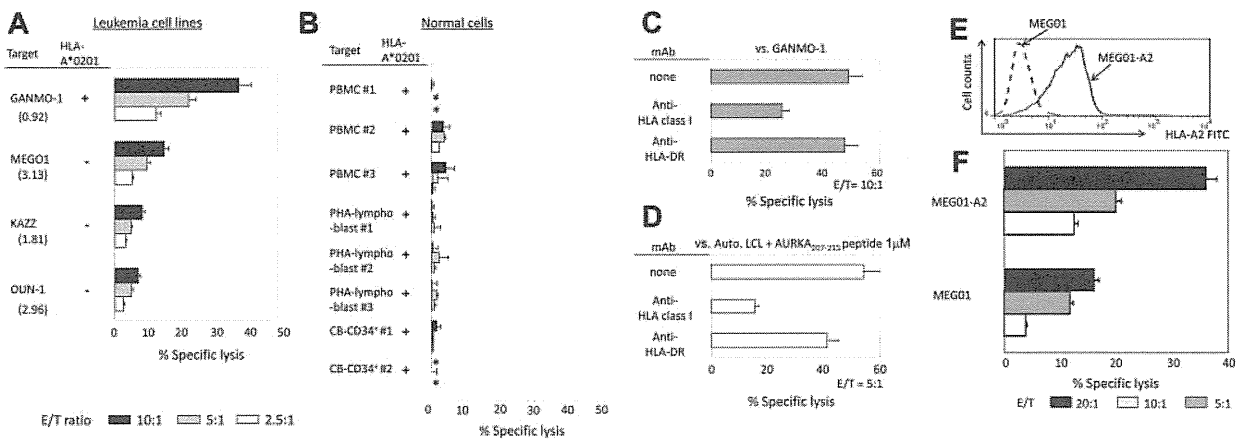 A
Leukemia cell lines
Target
HLA-A*0201
GANMO-1
(0.92)
+
MEGO1
(3.13)
-
KAZZ
(1.81)
-
OUN-1
(2.96)
-
0 10 20 30 40 50
% Specific lysis
E/T ratio 10:1 5:1 2.5:1
B
Normal cells
Target
HLA-A*0201
PBMC #1 +
*
*
PBMC #2 +
PBMC #3 +
PHA-lympho
-blast #1
+
PHA-lympho
-blast #2
+
PHA-lympho
-blast #3
+
CB-CD34+ #1 +
CB-CD34+ #2 +
*
*
0 10 20 30 40 50
% Specific lysis
C
mAb
vs. GANMO-1
none
Anti-
HLA class I
Anti-
HLA-DR
0 20 40 60
E/T= 10:1
% Specific lysis
D
mAb
vs. Auto. LCL + AURKA207-215 peptide 1μM
none
Anti-
HLA class I
Anti-
HLA-DR
0 20 40 60
E/T = 5:1
% Specific lysis
E
MEG01
MEG01-A2
Cell counts
HLA-A2 FITC
F
MEG01-A2
MEG01
0 10 20 30 40
% Specific lysis
E/T 20:1 10:1 5:1